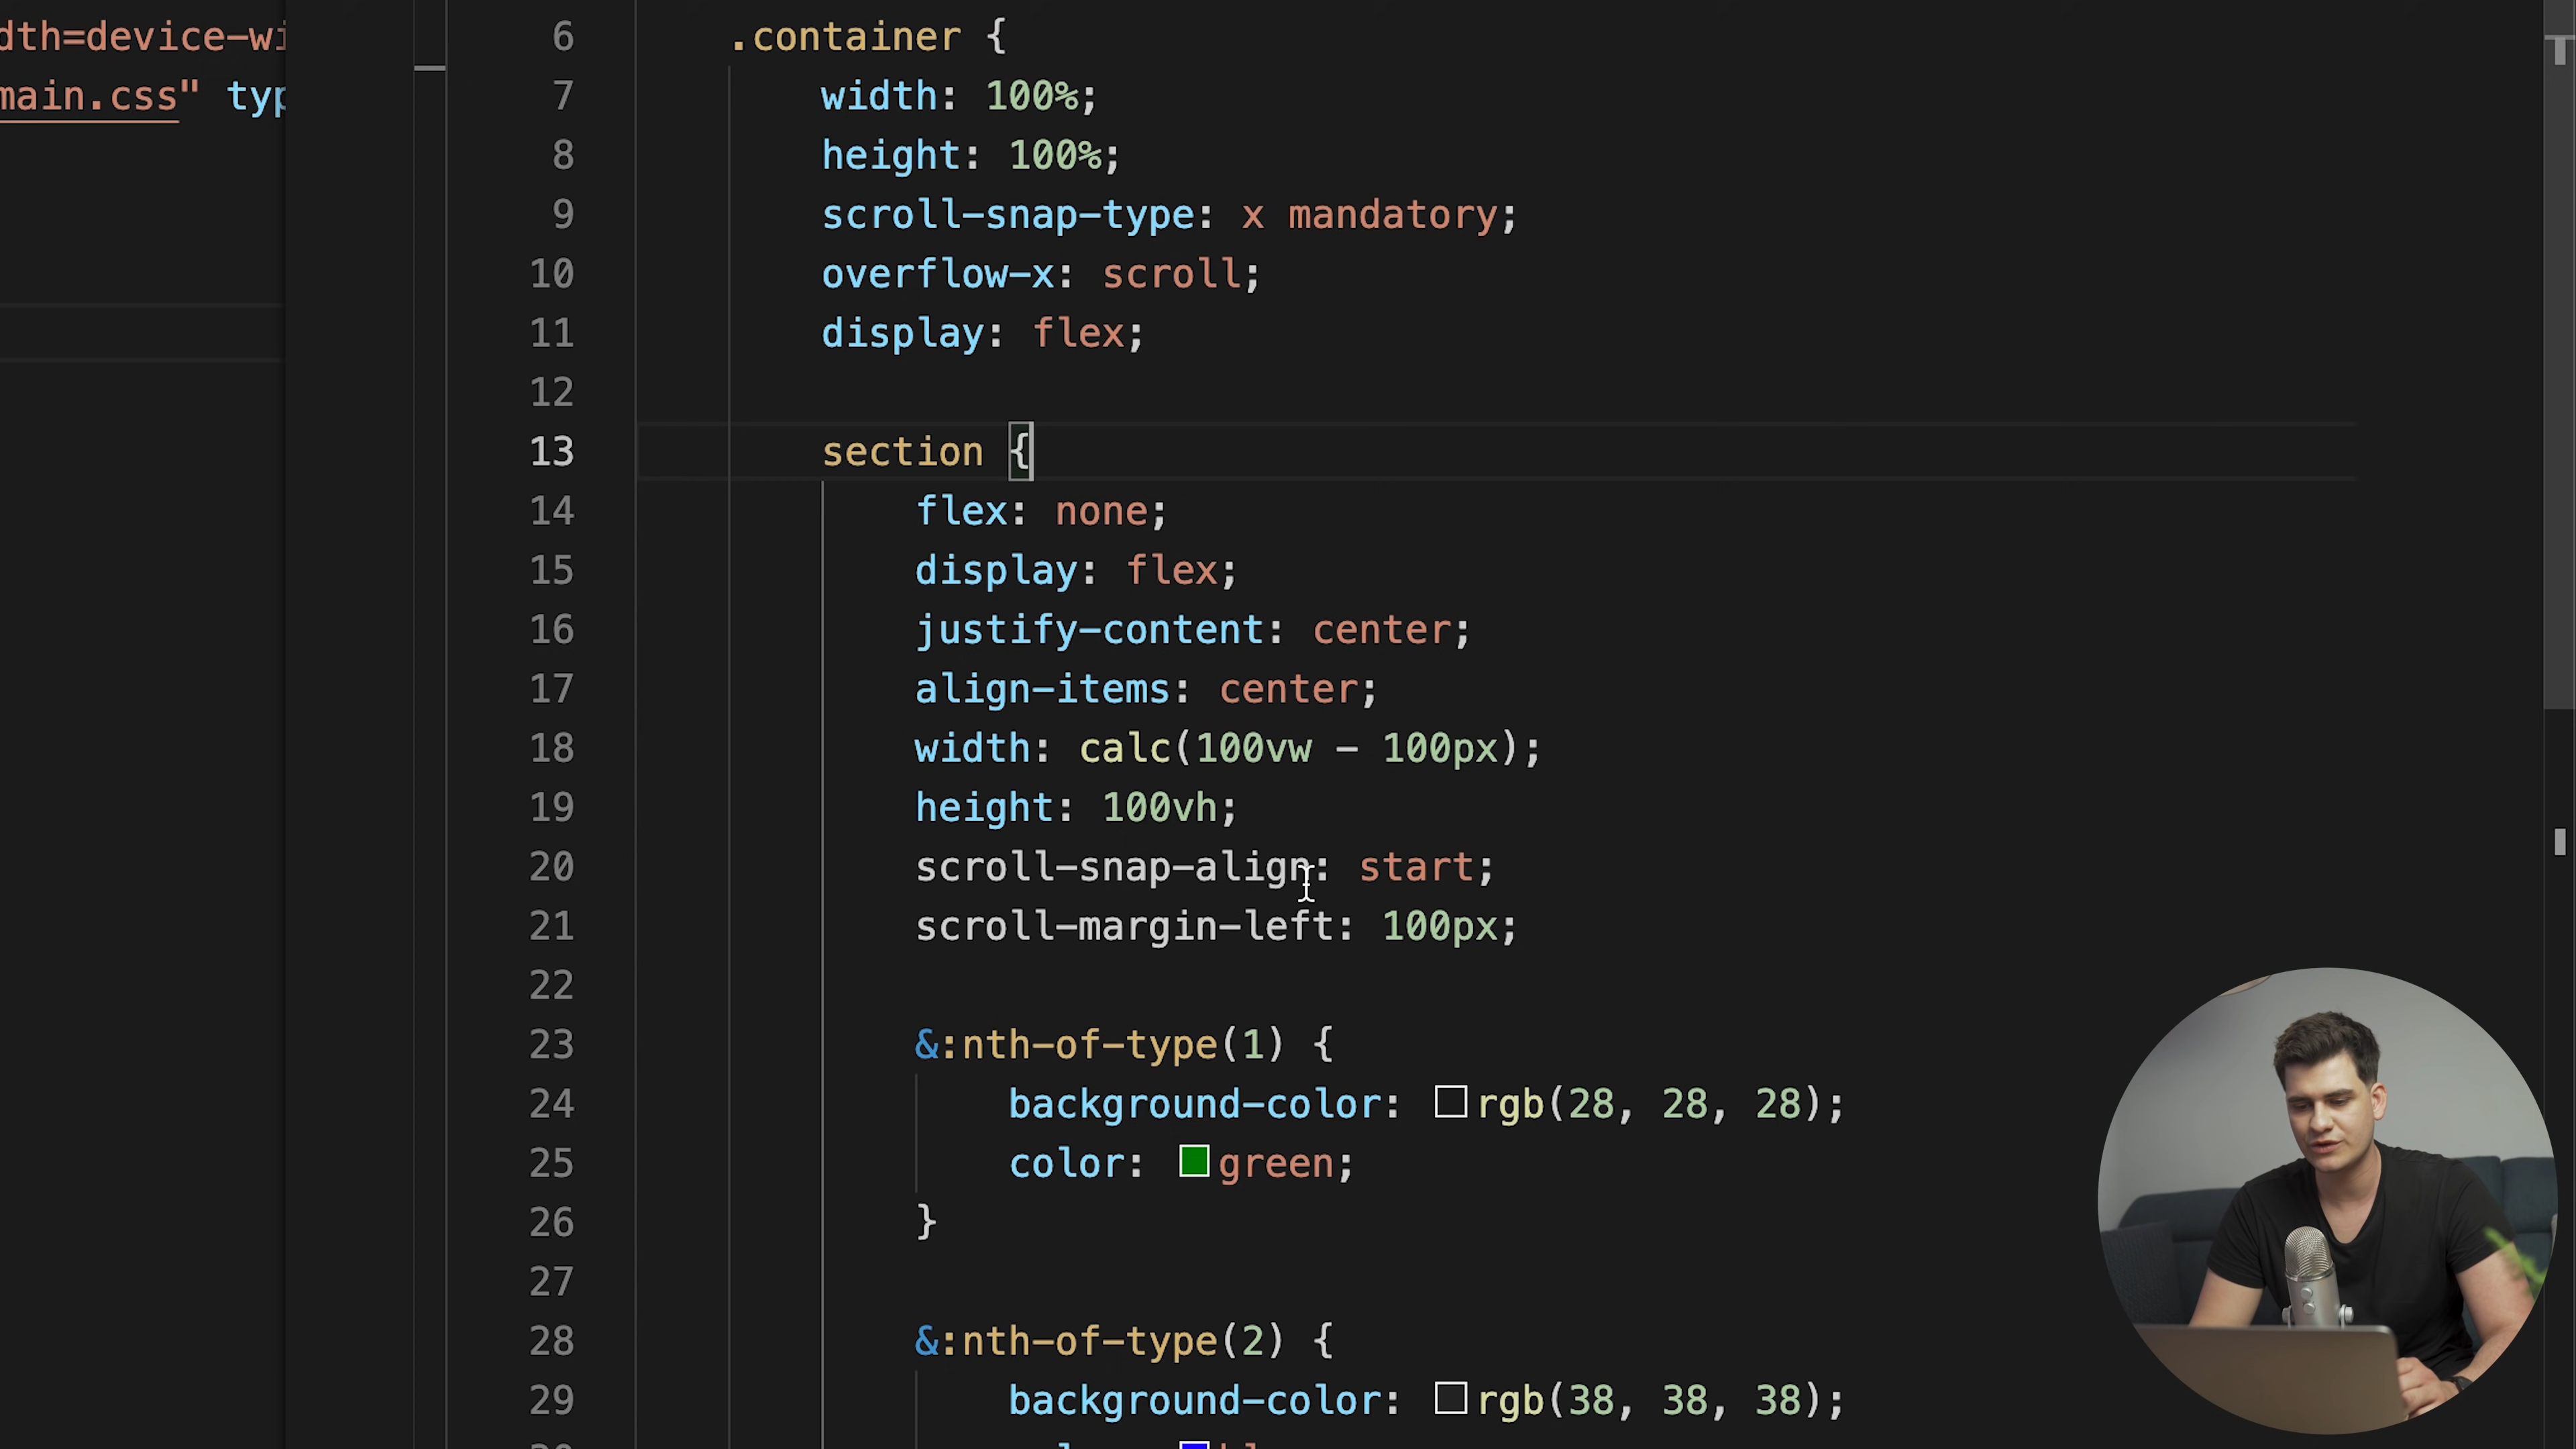 dth=device-wi
main.css" typ
6 .container {
7 width: 100%;
8 height: 100%;
9 scroll-snap-type: x mandatory;
10 overflow-x: scroll;
11 display: flex;
12
13 section {
14 flex: none;
15 display: flex;
16 justify-content: center;
17 align-items: center;
18 width: calc(100vw - 100px);
19 height: 100vh;
20 scroll-snap-align: start;
21 scroll-margin-left: 100px;
22
23 &:nth-of-type(1) {
24 background-color: rgb(28, 28, 28);
25 color: green;
26 }
27
28 &:nth-of-type(2) {
29 background-color: rgb(38, 38, 38);